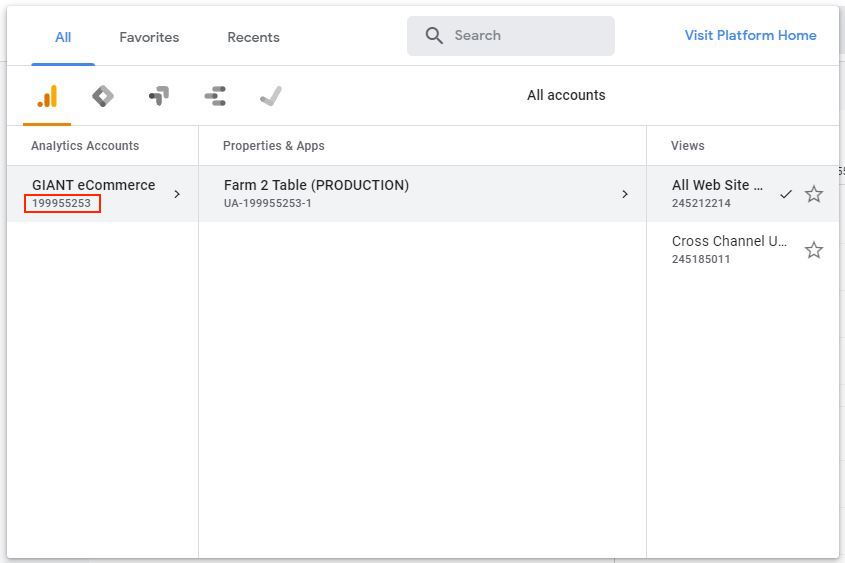 All Favorites Recents Search Visit Platform Home
All accounts
Analytics Accounts Properties & Apps Views
GIANT eCommerce Farm 2 Table (PRODUCTION) All Web Site ...
199955253 UA-199955253-1 245212214
Cross Channel U...
245185011